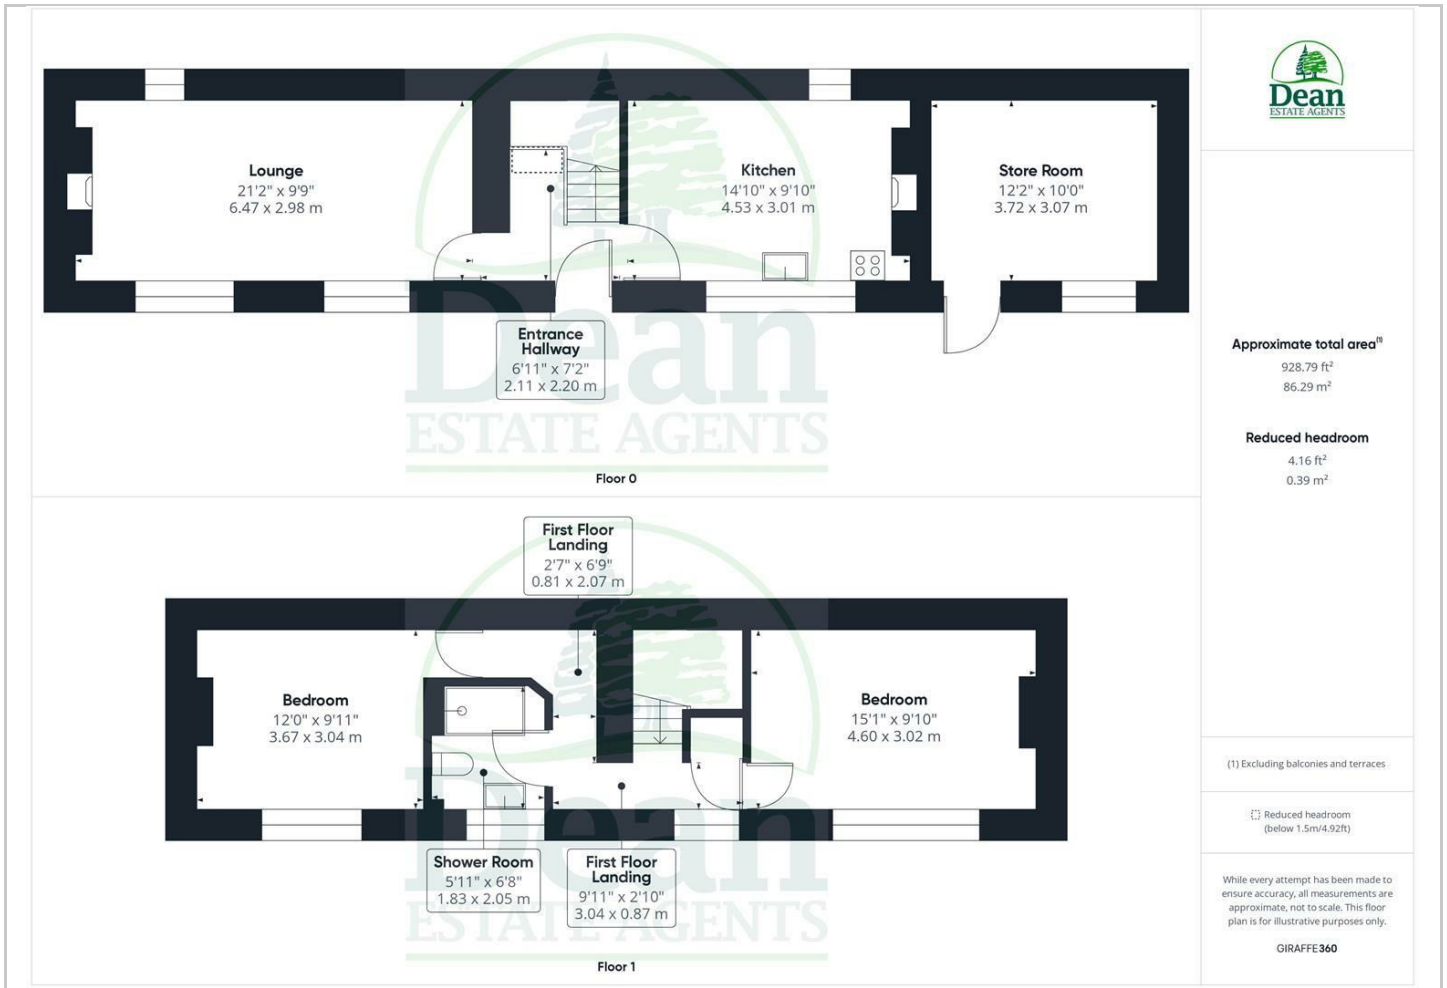 Lounge
21'2" x 9'9"
6.47 x 2.98 m
Kitchen
14'10" x 9'10"
4.53 x 3.01 m
Store Room
12'2" x 10'0"
3.72 x 3.07 m
Entrance
Hallway
6'11" x 7'2"
2.11 x 2.20 m
Dean
ESTATE AGENTS
Floor 0
First Floor
Landing
2'7" x 6'9"
0.81 x 2.07 m
Bedroom
12'0" x 9'11"
3.67 x 3.04 m
Bedroom
15'1" x 9'10"
4.60 x 3.02 m
Shower Room
5'11" x 6'8"
1.83 x 2.05 m
First Floor
Landing
9'11" x 2'10"
3.04 x 0.87 m
Dean
ESTATE AGENTS
Floor 1
Dean
ESTATE AGENTS
Approximate total area(1)
928.79 ft²
86.29 m²
Reduced headroom
4.16 ft²
0.39 m²
(1) Excluding balconies and terraces
Reduced headroom
(below 1.5m/4.92ft)
While every attempt has been made to
ensure accuracy, all measurements are
approximate, not to scale. This floor
plan is for illustrative purposes only.
GIRAFFE360